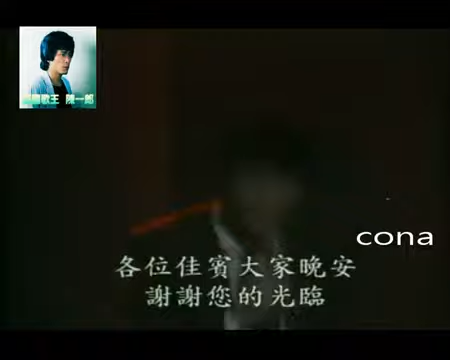 歌王 陳一郎
cona
各位佳賓大家晚安
謝謝您的光臨